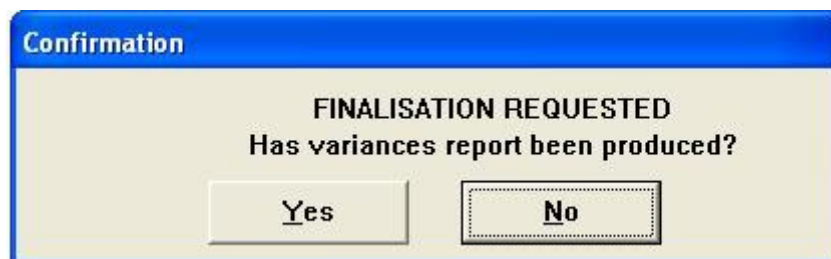 Confirmation
FINALISATION REQUESTED
Has variances report been produced?
Yes
No